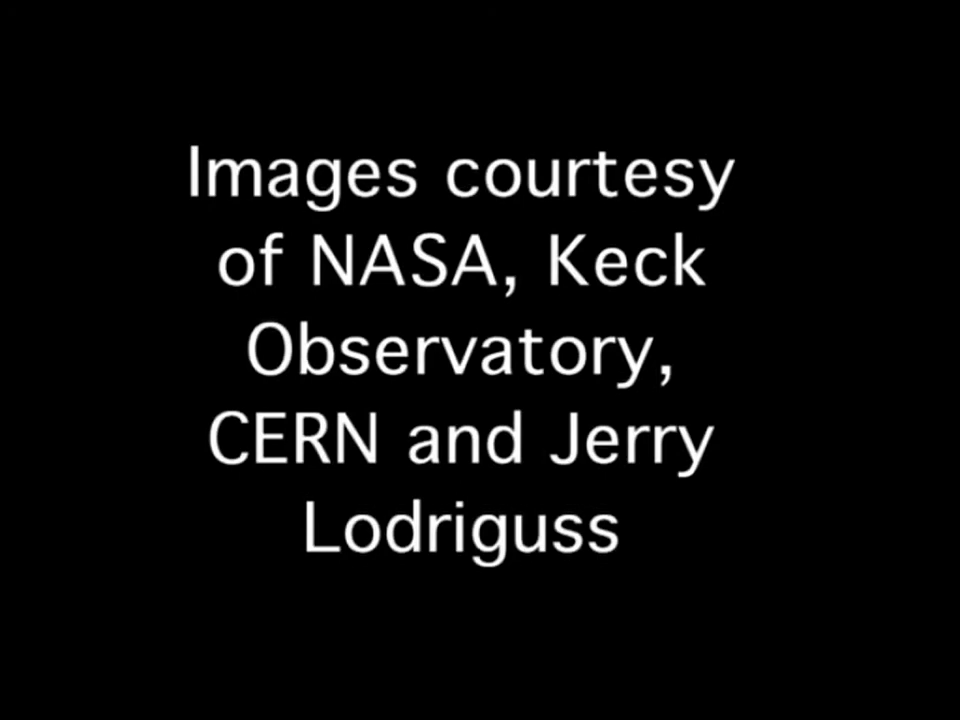 Images courtesy
of NASA, Keck
Observatory,
CERN and Jerry
Lodriguss